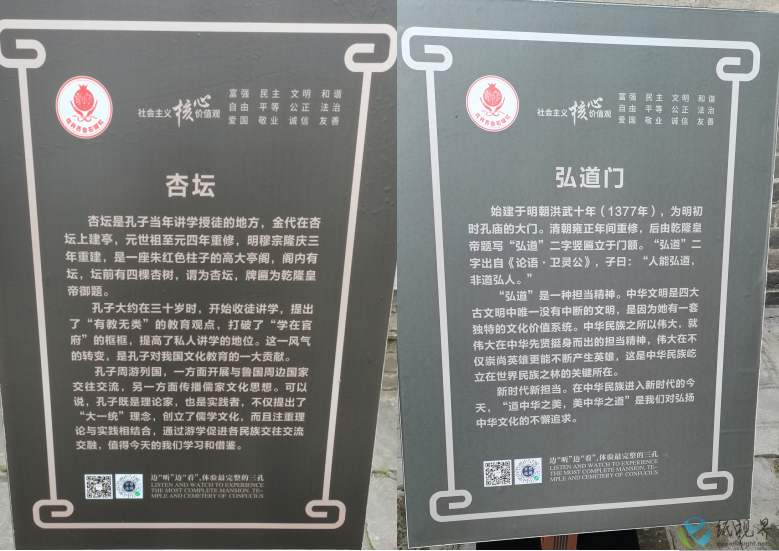 社会主义核心价值观
富强 民主 文明 和谐
自由 平等 公正 法治
爱国 敬业 诚信 友善
杏坛
杏坛是孔子当年讲学授徒的地方，金代在杏
坛上建亭，元世祖至元四年重修，明穆宗隆庆三
年重建，是一座朱红色柱子的高大亭阁，阁内有
坛，坛前有四棵杏树，谓为杏坛，牌匾为乾隆皇
帝御题。
孔子大约在三十岁时，开始收徒讲学，提出
了“有教无类”的教育观点，打破了“学在官
府”的框框，提高了私人讲学的地位。这一风气
的转变，是孔子对我国文化教育的一大贡献。
孔子周游列国，一方面开展与鲁国周边国家
交往交流，另一方面传播儒家文化思想。可以
说，孔子既是理论家，也是实践者，不仅提出了
“大一统”理念，创立了儒学文化，而且注重理
论与实践相结合，通过游学促进各民族交往交流
交融，值得今天的我们学习和借鉴。
边“听”边“看”，体验最完整的三孔
LISTEN AND WATCH TO EXPERIENCE
THE MOST COMPLETE MANSION, TE-
MPLE AND CEMETERY OF CONFUCIUS
社会主义核心价值观
富强 民主 文明 和谐
自由 平等 公正 法治
爱国 敬业 诚信 友善
弘道门
始建于明朝洪武十年（1377年），为明初
时孔庙的大门。清朝雍正年间重修，后由乾隆皇
帝题写“弘道”二字竖匾立于门额。“弘道”二
字出自《论语·卫灵公》，子曰：“人能弘道，
非道弘人。”
“弘道”是一种担当精神。中华文明是四大
古文明中唯一没有中断的文明，是因为她有一套
独特的文化价值系统。中华民族之所以伟大，就
伟大在中华先贤挺身而出的担当精神，伟大在不
仅崇尚英雄更能不断产生英雄，这是中华民族屹
立在世界民族之林的关键所在。
新时代新担当。在中华民族进入新时代的今
天，“道中华之美，美中华之道”是我们对弘扬
中华文化的不懈追求。
边“听”边“看”，体验最完整的三孔
LISTEN AND WATCH TO EXPERIENCE
THE MOST COMPLETE MANSION, TE-
MPLE AND CEMETERY OF CONFUCIUS